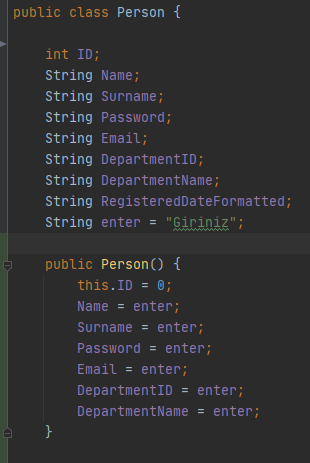 public class Person {
int ID;
String Name;
String Surname;
String Password;
String Email;
String DepartmentID;
String DepartmentName;
String RegisteredDateFormatted;
String enter = "Giriniz";
public Person() {
this.ID = 0;
Name = enter;
Surname = enter;
Password = enter;
Email = enter;
DepartmentID = enter;
DepartmentName = enter;
}